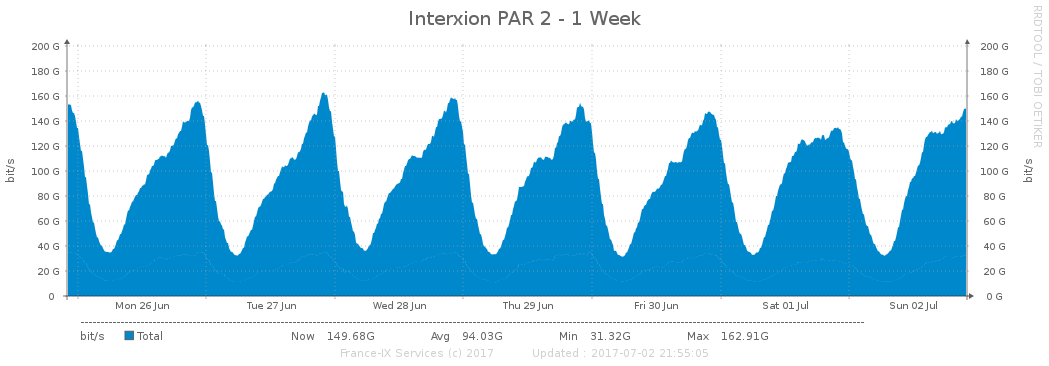 Interxion PAR 2 - 1 Week
RRDTOOL / TOBI OETIKER
200 G 200 G
180 G 180 G
160 G 160 G
140 G 140 G
120 G 120 G
100 G 100 G
80 G 80 G
60 G 60 G
40 G 40 G
20 G 20 G
0 0 G
bit/s
bit/s
Mon 26 Jun Tue 27 Jun Wed 28 Jun Thu 29 Jun Fri 30 Jun Sat 01 Jul Sun 02 Jul
bit/s Total Now 149.68G Avg 94.03G Min 31.32G Max 162.91G
France-IX Services (c) 2017 Updated : 2017-07-02 21:55:05